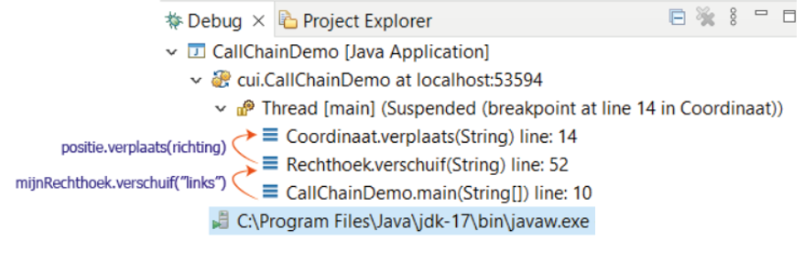 Debug × Project Explorer
CallChainDemo [Java Application]
cui.CallChainDemo at localhost:53594
Thread [main] (Suspended (breakpoint at line 14 in Coordinaat))
Coordinaat.verplaats(String) line: 14
positie.verplaats(richting)
Rechthoek.verschuif(String) line: 52
mijnRechthoek.verschuif("links")
CallChainDemo.main(String[]) line: 10
C:\Program Files\Java\jdk-17\bin\javaw.exe